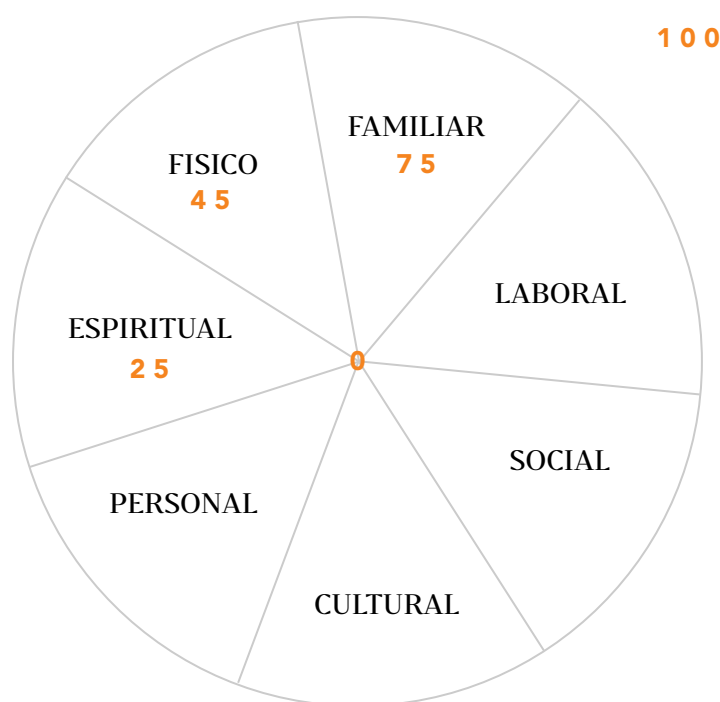 100
FAMILIAR
75
FISICO
45
LABORAL
ESPIRITUAL
25
0
SOCIAL
PERSONAL
CULTURAL